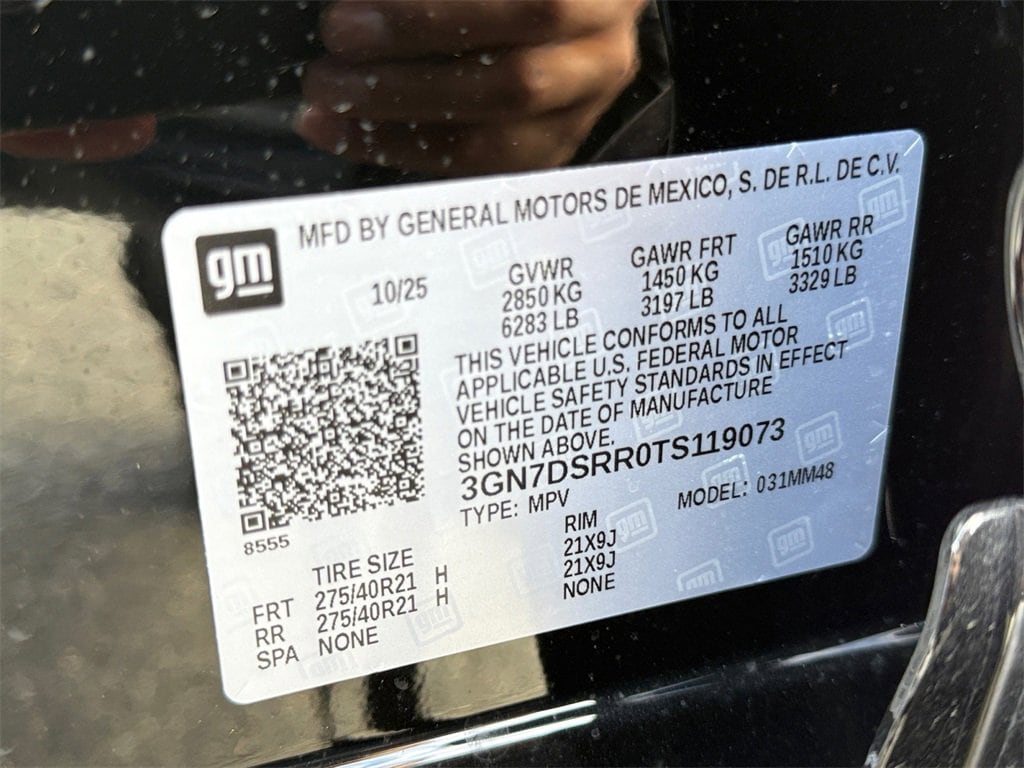 MFD BY GENERAL MOTORS DE MEXICO, S. DE R.L. DE C.V.
gm
10/25
GVWR
2850 KG
6283 LB
GAWR FRT
1450 KG
3197 LB
GAWR RR
1510 KG
3329 LB
THIS VEHICLE CONFORMS TO ALL
APPLICABLE U.S. FEDERAL MOTOR
VEHICLE SAFETY STANDARDS IN EFFECT
ON THE DATE OF MANUFACTURE
SHOWN ABOVE.
3GN7DSRR0TS119073
TYPE: MPV MODEL: 031MM48
8555
TIRE SIZE RIM
FRT 275/40R21 H 21X9J
RR 275/40R21 H 21X9J
SPA NONE NONE